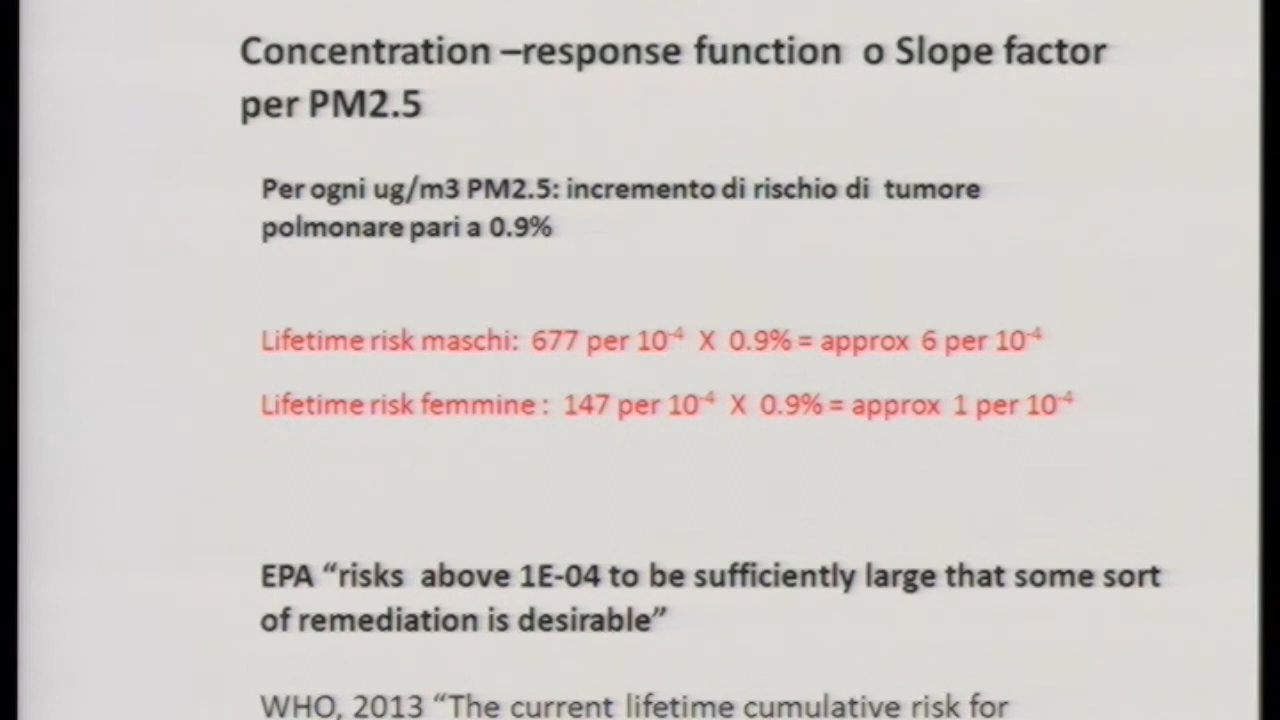 Concentration –response function o Slope factor
per PM2.5
Per ogni ug/m3 PM2.5: incremento di rischio di tumore
polmonare pari a 0.9%
Lifetime risk maschi: 677 per 10⁻⁴ X 0.9% = approx 6 per 10⁻⁴
Lifetime risk femmine : 147 per 10⁻⁴ X 0.9% = approx 1 per 10⁻⁴
EPA “risks above 1E-04 to be sufficiently large that some sort
of remediation is desirable”
WHO, 2013 “The current lifetime cumulative risk for